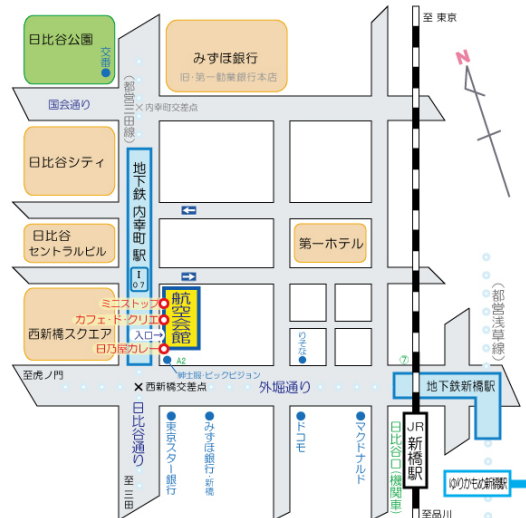 至 東京
日比谷公園
交番
みずほ銀行
旧・第一勧業銀行本店
N
(都営三田線)
国会通り
内幸町交差点
日比谷シティ
地下鉄 内幸町駅
I
07
日比谷
セントラルビル
第一ホテル
(都営浅草線)
ミニストップ
カフェ・ド・クリエ
入口→
日乃屋カレー
航空会館
西新橋スクエア
りそな
A2
⑦
紳士服・ビックビジョン
至虎ノ門
西新橋交差点
外堀通り
地下鉄新橋駅
日比谷通り
東京スター銀行
みずほ銀行・新橋
ドコモ
マクドナルド
日比谷口(機関車)
JR
新橋駅
ゆりかもめ新橋駅
至 三田
至品川